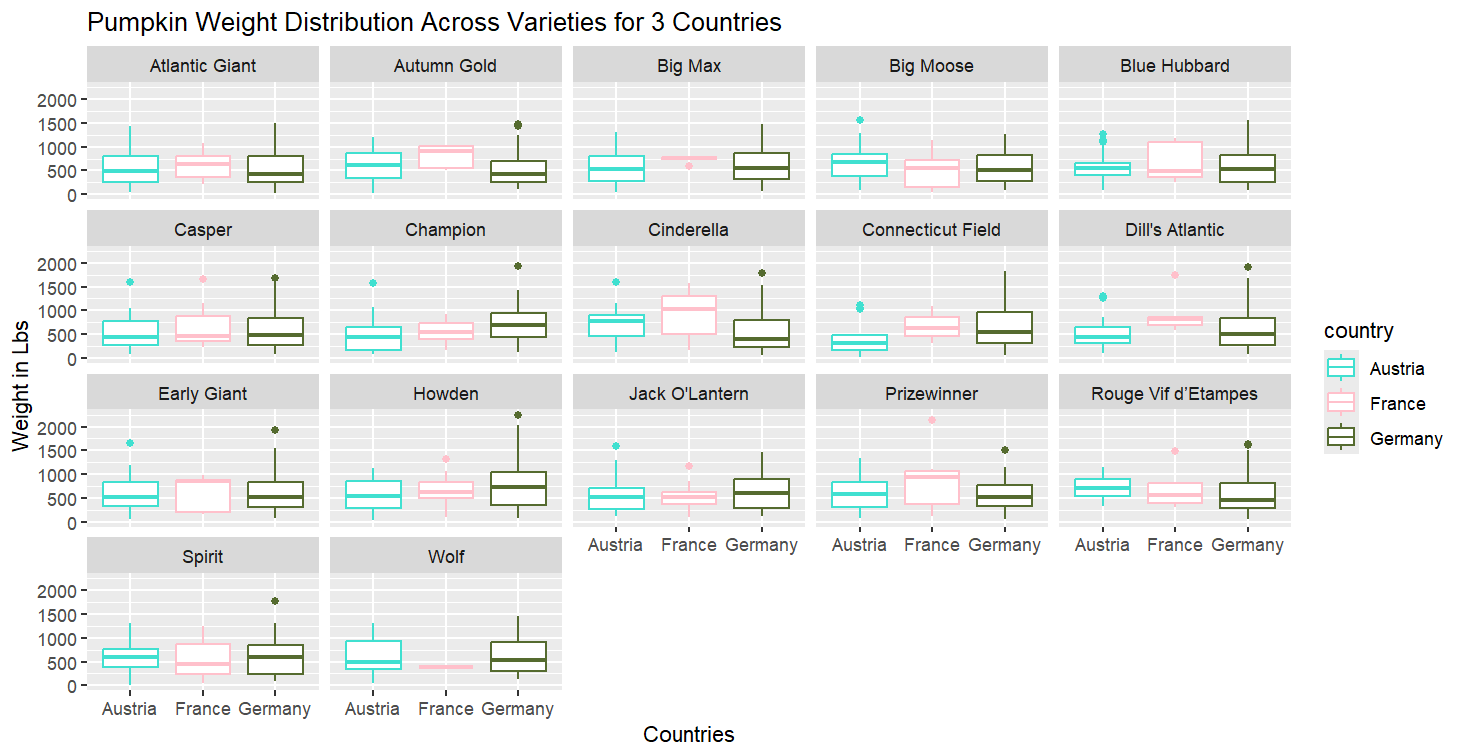 Pumpkin Weight Distribution Across Varieties for 3 Countries
Atlantic Giant Autumn Gold Big Max Big Moose Blue Hubbard
2000
1500
1000
500
0
Casper Champion Cinderella Connecticut Field Dill's Atlantic
2000
1500
1000
500
0
Early Giant Howden Jack O'Lantern Prizewinner Rouge Vif d’Etampes
2000
1500
1000
500
0
Austria France Germany Austria France Germany Austria France Germany
Spirit Wolf
2000
1500
1000
500
0
Austria France Germany Austria France Germany
Countries
Weight in Lbs
country
Austria
France
Germany